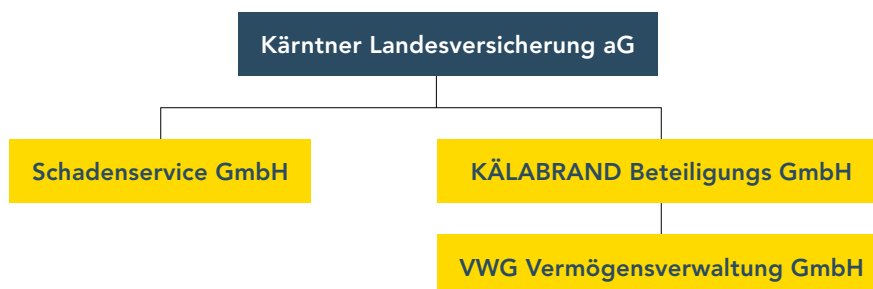 Kärntner Landesversicherung aG
Schadenservice GmbH
KÄLABRAND Beteiligungs GmbH
VWG Vermögensverwaltung GmbH